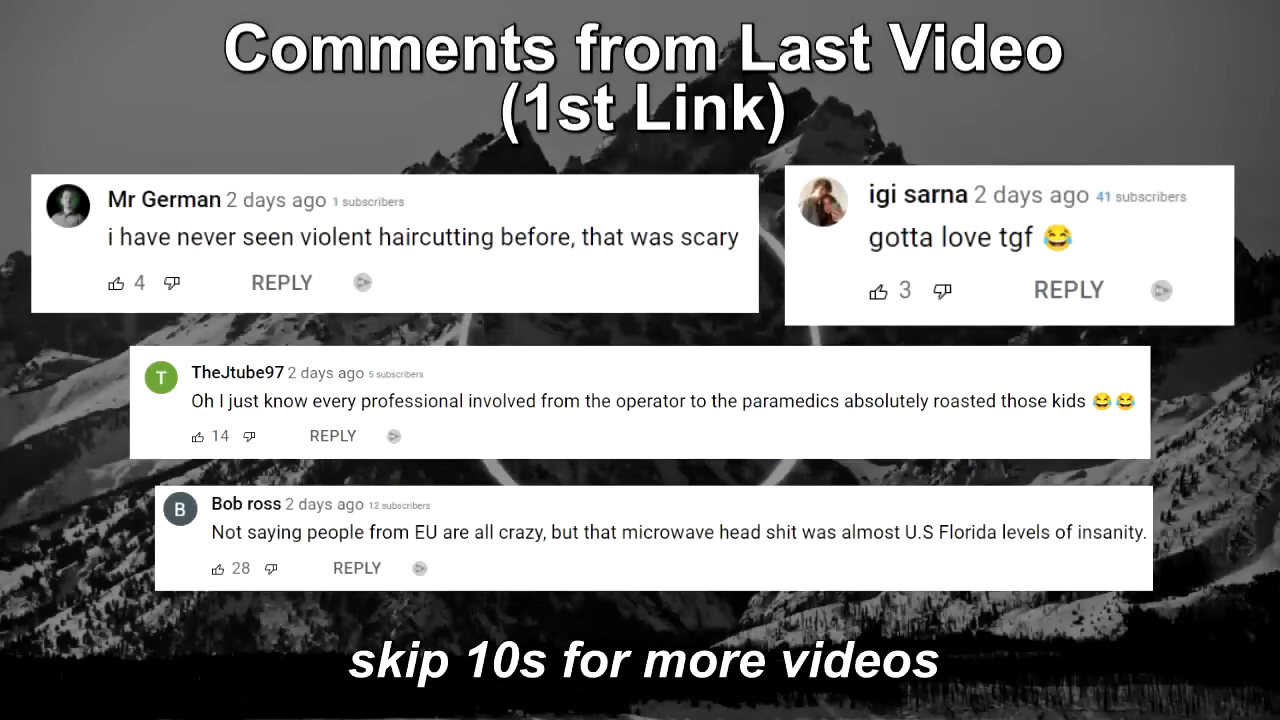 Comments from Last Video
(1st Link)
Mr German 2 days ago 1 subscribers
i have never seen violent haircutting before, that was scary
4 REPLY
igi sarna 2 days ago 41 subscribers
gotta love tgf 😂
3 REPLY
T
TheJtube97 2 days ago 5 subscribers
Oh I just know every professional involved from the operator to the paramedics absolutely roasted those kids 😂😂
14 REPLY
B
Bob ross 2 days ago 12 subscribers
Not saying people from EU are all crazy, but that microwave head shit was almost U.S Florida levels of insanity.
28 REPLY
skip 10s for more videos